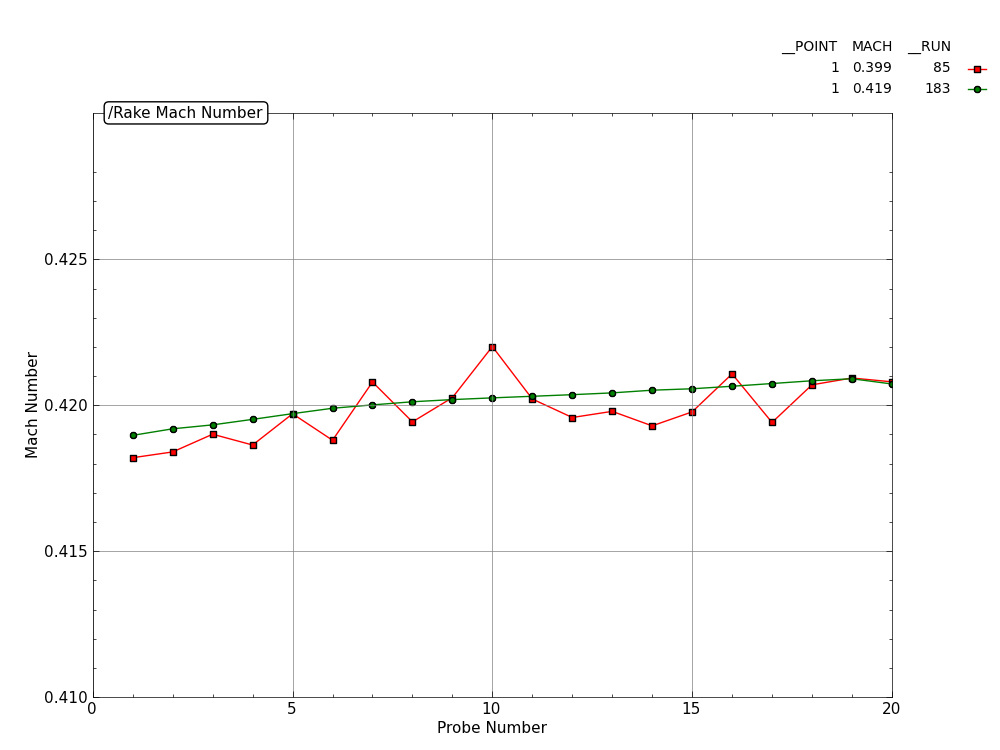 __POINT MACH __RUN
1 0.399 85
1 0.419 183
/Rake Mach Number
0.425
0.420
0.415
0.410
Mach Number
0 5 10 15 20
Probe Number